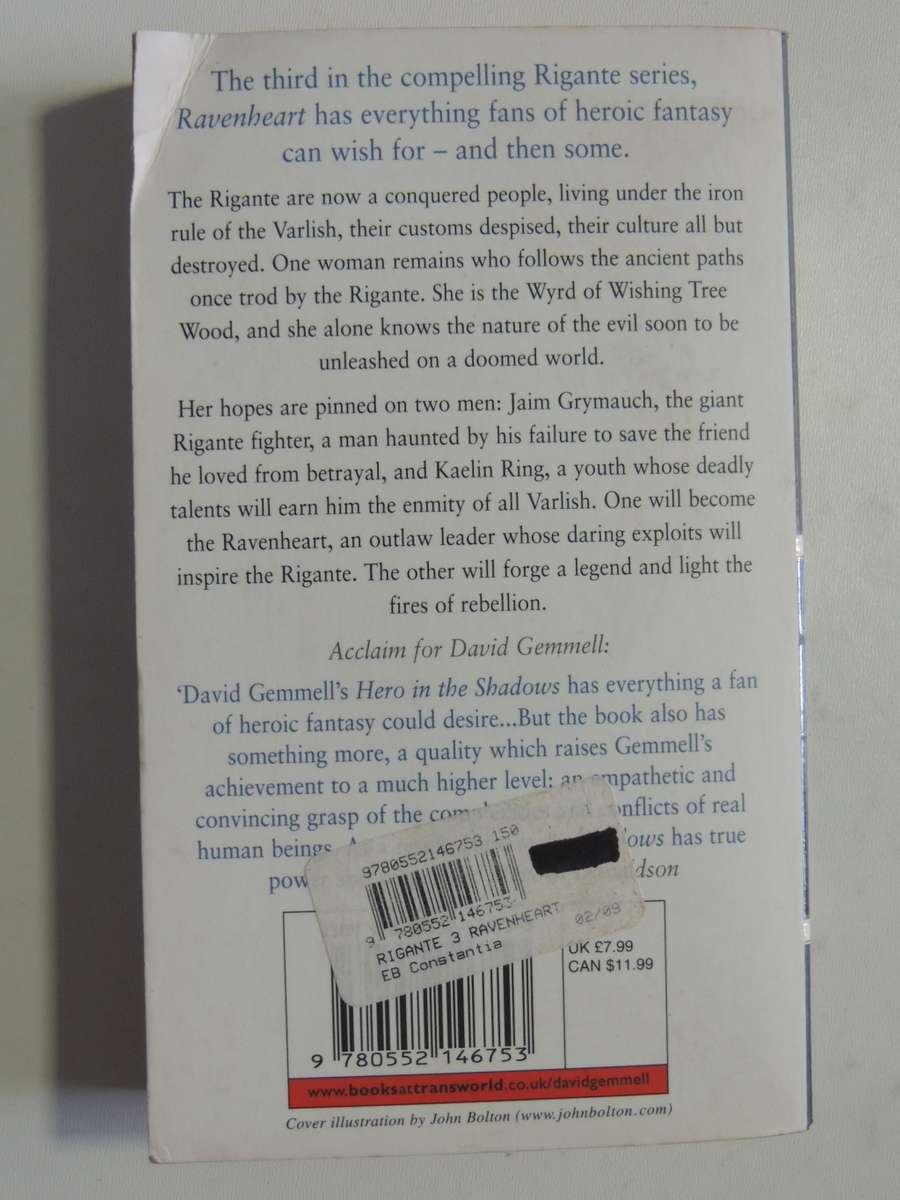 The third in the compelling Rigante series,
Ravenheart has everything fans of heroic fantasy
can wish for – and then some.
The Rigante are now a conquered people, living under the iron
rule of the Varlish, their customs despised, their culture all but
destroyed. One woman remains who follows the ancient paths
once trod by the Rigante. She is the Wyrd of Wishing Tree
Wood, and she alone knows the nature of the evil soon to be
unleashed on a doomed world.
Her hopes are pinned on two men: Jaim Grymauch, the giant
Rigante fighter, a man haunted by his failure to save the friend
he loved from betrayal, and Kaelin Ring, a youth whose deadly
talents will earn him the enmity of all Varlish. One will become
the Ravenheart, an outlaw leader whose daring exploits will
inspire the Rigante. The other will forge a legend and light the
fires of rebellion.
Acclaim for David Gemmell:
‘David Gemmell’s Hero in the Shadows has everything a fan
of heroic fantasy could desire...But the book also has
something more, a quality which raises Gemmell’s
achievement to a much higher level: an empathetic and
convincing grasp of the conflicts of real
human beings. has true
9780552146753 150
9 780552 146753
RIGANTE 3 RAVENHEART
EB Constantia
02/09
UK £7.99
CAN $11.99
9 780552 146753
www.booksattransworld.co.uk/davidgemmell
Cover illustration by John Bolton (www.johnbolton.com)